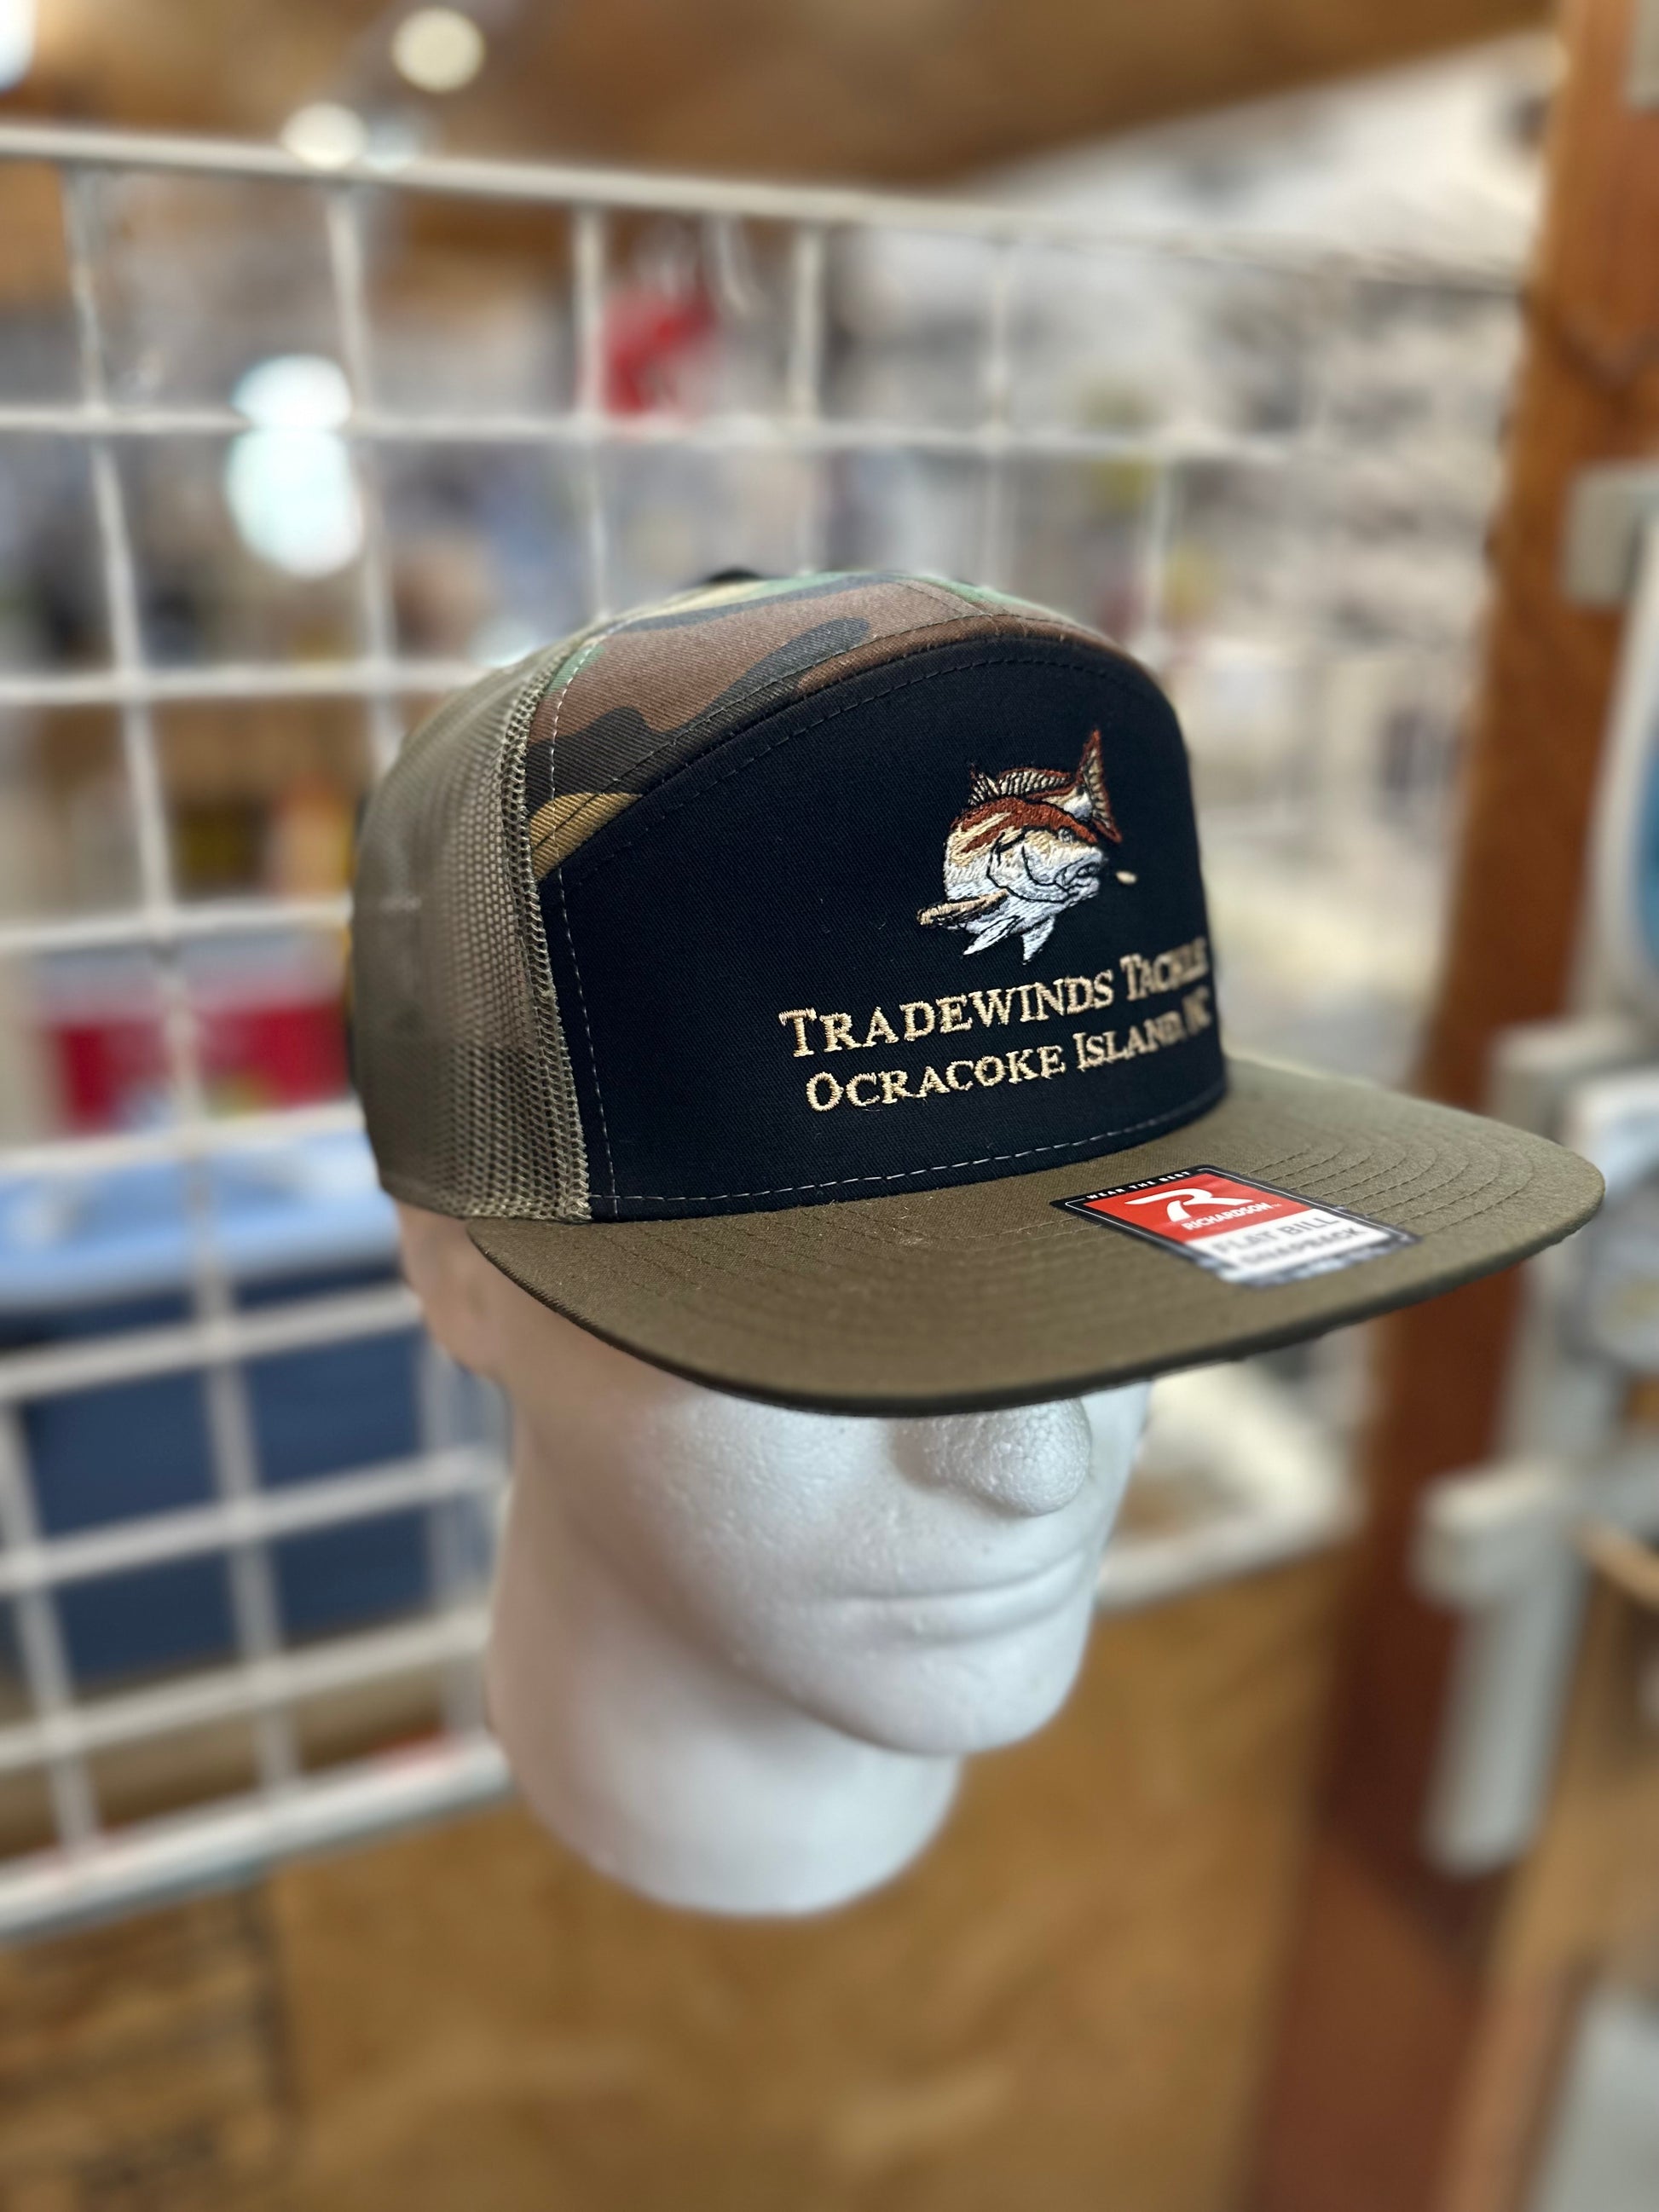 TRADEWINDS TACKLE
OCRACOKE ISLAND, NC
WEAR THE BEST
RICHARDSON
FLAT BILL
SNAPBACK